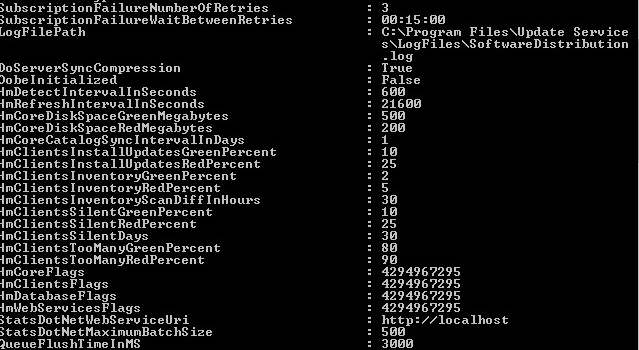 SubscriptionFailureNumberOfRetries : 3
SubscriptionFailureWaitBetweenRetries : 00:15:00
LogFilePath : C:\Program Files\Update Service
s\LogFiles\SoftwareDistribution
.log
DoServerSyncCompression : True
OobeInitialized : False
HmDetectIntervalInSeconds : 600
HmRefreshIntervalInSeconds : 21600
HmCoreDiskSpaceGreenMegabytes : 500
HmCoreDiskSpaceRedMegabytes : 200
HmCoreCatalogSyncIntervalInDays : 1
HmClientsInstallUpdatesGreenPercent : 10
HmClientsInstallUpdatesRedPercent : 25
HmClientsInventoryGreenPercent : 2
HmClientsInventoryRedPercent : 5
HmClientsInventoryScanDiffInHours : 30
HmClientsSilentGreenPercent : 10
HmClientsSilentRedPercent : 25
HmClientsSilentDays : 30
HmClientsTooManyGreenPercent : 80
HmClientsTooManyRedPercent : 90
HmCoreFlags : 4294967295
HmClientsFlags : 4294967295
HmDatabaseFlags : 4294967295
HmWebServicesFlags : 4294967295
StatsDotNetWebServiceUri : http://localhost
StatsDotNetMaximumBatchSize : 500
QueueFlushTimeInMS : 3000